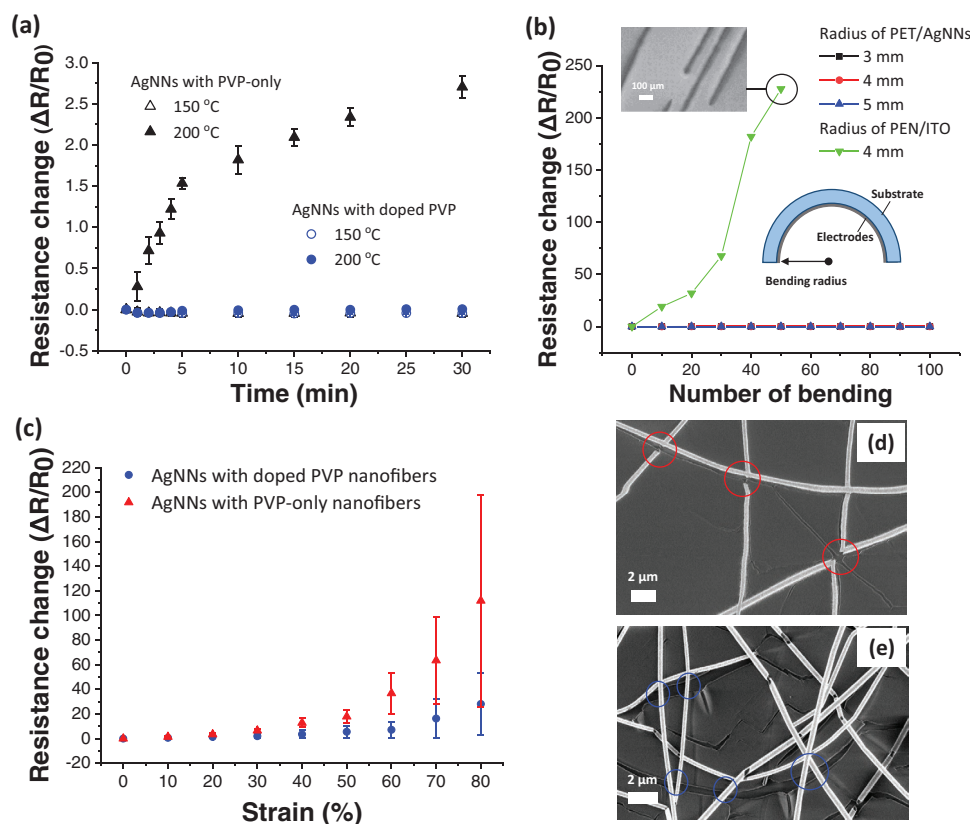 (a)
Resistance change (ΔR/R0)
3.0
2.5
2.0
1.5
1.0
0.5
0.0
-0.5
AgNNs with PVP-only
150 °C
200 °C
AgNNs with doped PVP
150 °C
200 °C
0 5 10 15 20 25 30
Time (min)
(b)
Resistance change (ΔR/R0)
250
225
200
175
150
125
100
75
50
25
0
100 μm
Radius of PET/AgNNs
3 mm
4 mm
5 mm
Radius of PEN/ITO
4 mm
Substrate
Electrodes
Bending radius
0 20 40 60 80 100
Number of bending
(c)
Resistance change (ΔR/R0)
220
200
180
160
140
120
100
80
60
40
20
0
-20
AgNNs with doped PVP nanofibers
AgNNs with PVP-only nanofibers
0 10 20 30 40 50 60 70 80
Strain (%)
(d)
2 μm
(e)
2 μm